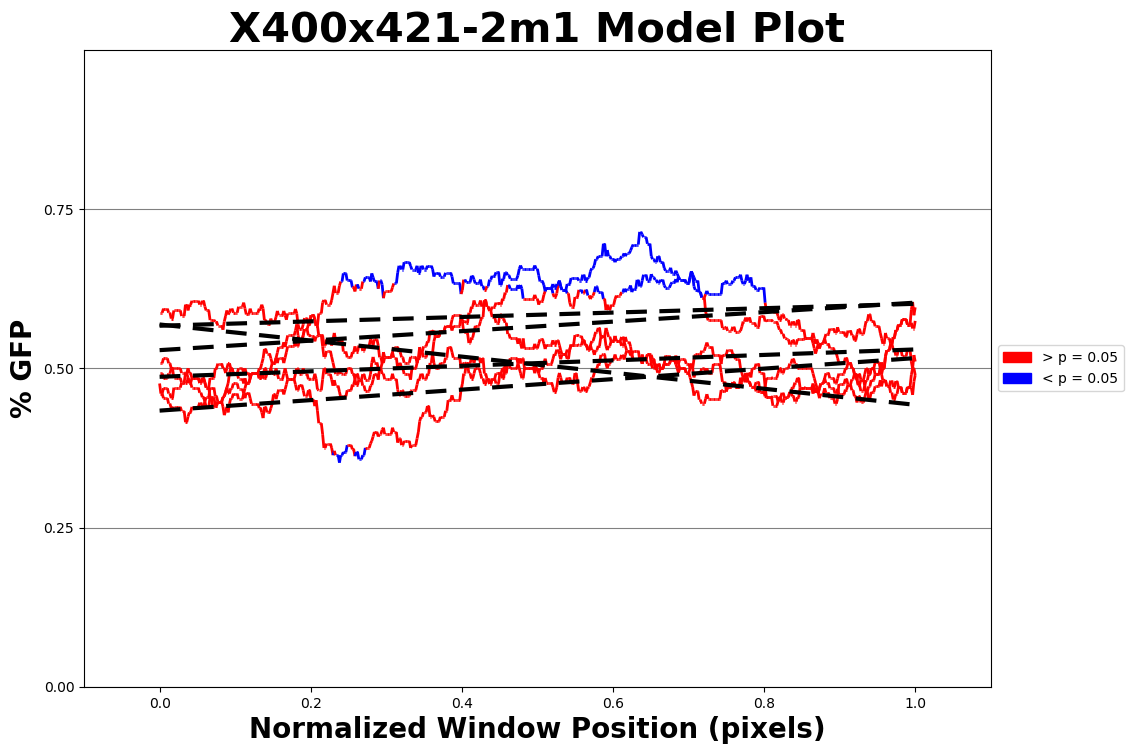 X400x421-2m1 Model Plot
% GFP
0.75
0.50
0.25
0.00
0.0 0.2 0.4 0.6 0.8 1.0
Normalized Window Position (pixels)
> p = 0.05
< p = 0.05